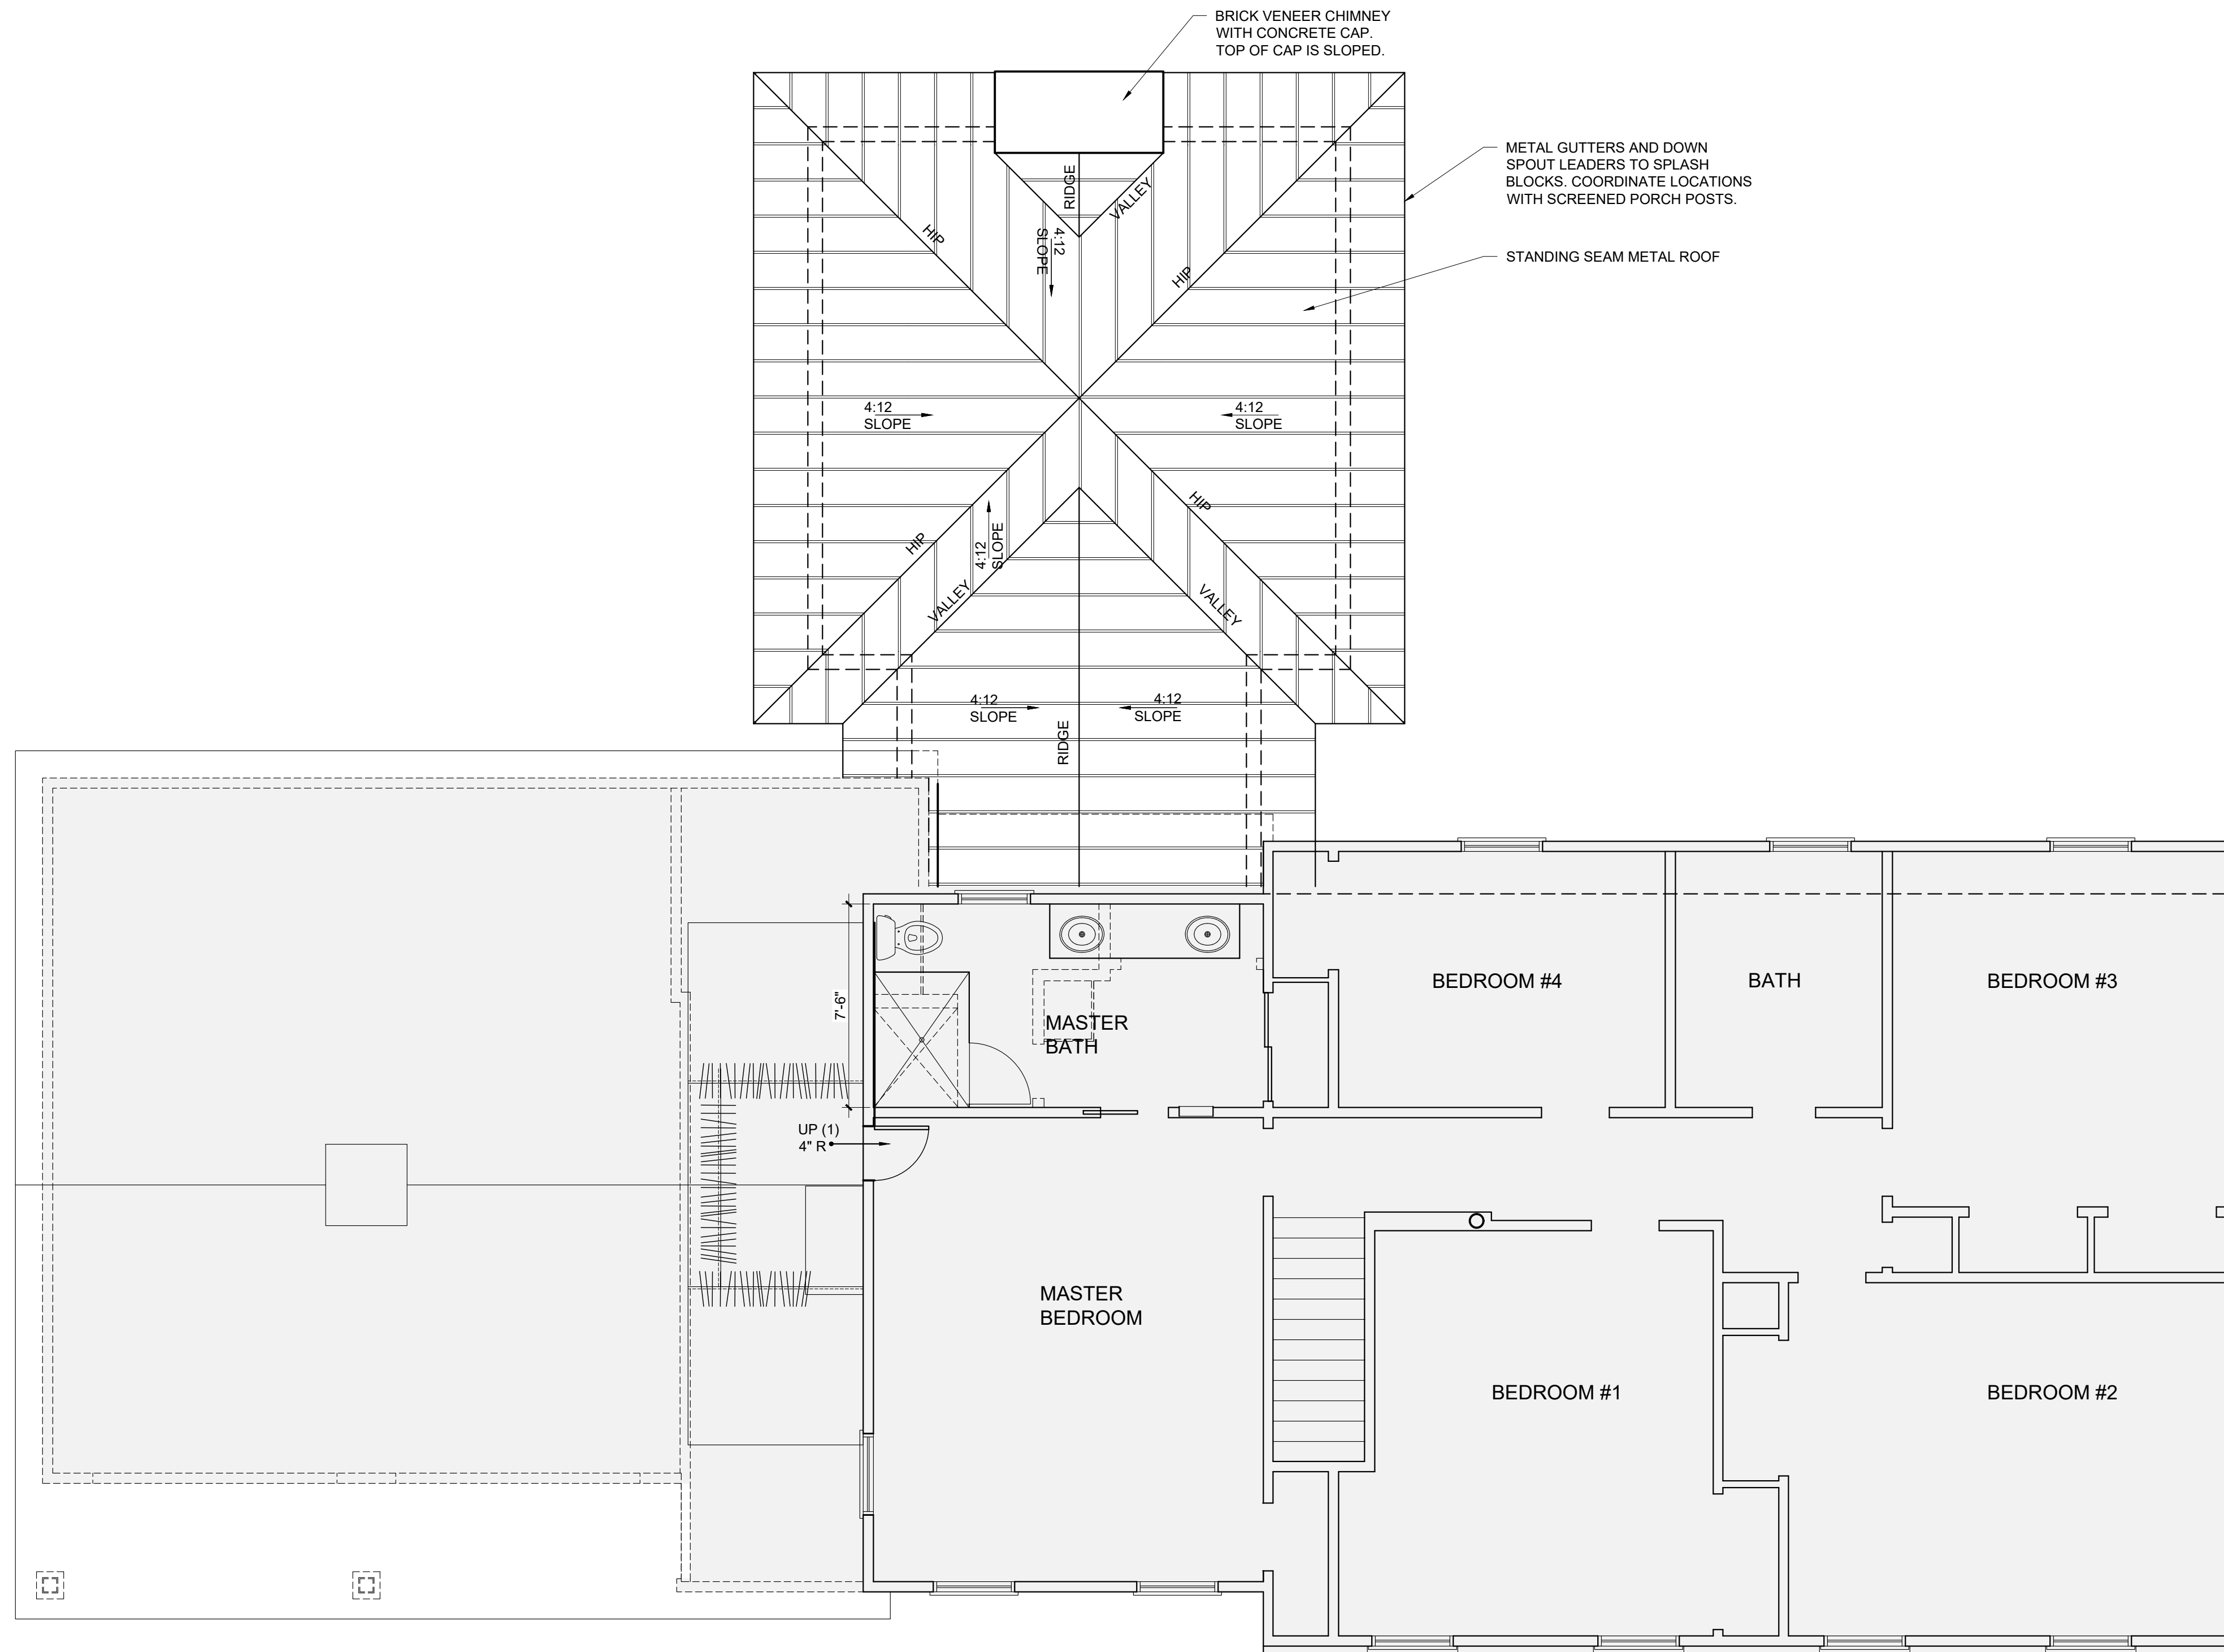 BRICK VENEER CHIMNEY
WITH CONCRETE CAP.
TOP OF CAP IS SLOPED.
METAL GUTTERS AND DOWN
SPOUT LEADERS TO SPLASH
BLOCKS. COORDINATE LOCATIONS
WITH SCREENED PORCH POSTS.
STANDING SEAM METAL ROOF
RIDGE
VALLEY
HIP
4:12
SLOPE
HIP
4:12
SLOPE
4:12
SLOPE
HIP
HIP
4:12
SLOPE
VALLEY
VALLEY
4:12
SLOPE
4:12
SLOPE
RIDGE
7'-6"
MASTER
BATH
BEDROOM #4
BATH
BEDROOM #3
UP (1)
4" R
MASTER
BEDROOM
BEDROOM #1
BEDROOM #2